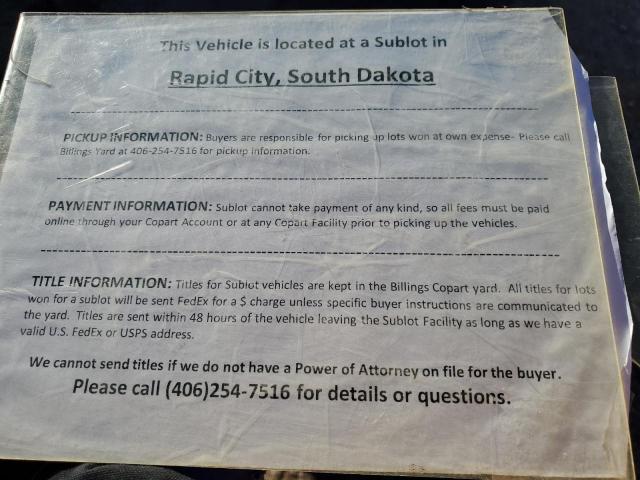 This Vehicle is located at a Sublot in
Rapid City, South Dakota
PICKUP INFORMATION: Buyers are responsible for picking up lots won at own expense- Please call
Billings Yard at 406-254-7516 for pickup information.
PAYMENT INFORMATION: Sublot cannot take payment of any kind, so all fees must be paid
online through your Copart Account or at any Copart Facility prior to picking up the vehicles.
TITLE INFORMATION: Titles for Sublot vehicles are kept in the Billings Copart yard. All titles for lots
won for a sublot will be sent FedEx for a $ charge unless specific buyer instructions are communicated to
the yard. Titles are sent within 48 hours of the vehicle leaving the Sublot Facility as long as we have a
valid U.S. FedEx or USPS address.
We cannot send titles if we do not have a Power of Attorney on file for the buyer.
Please call (406)254-7516 for details or questions.